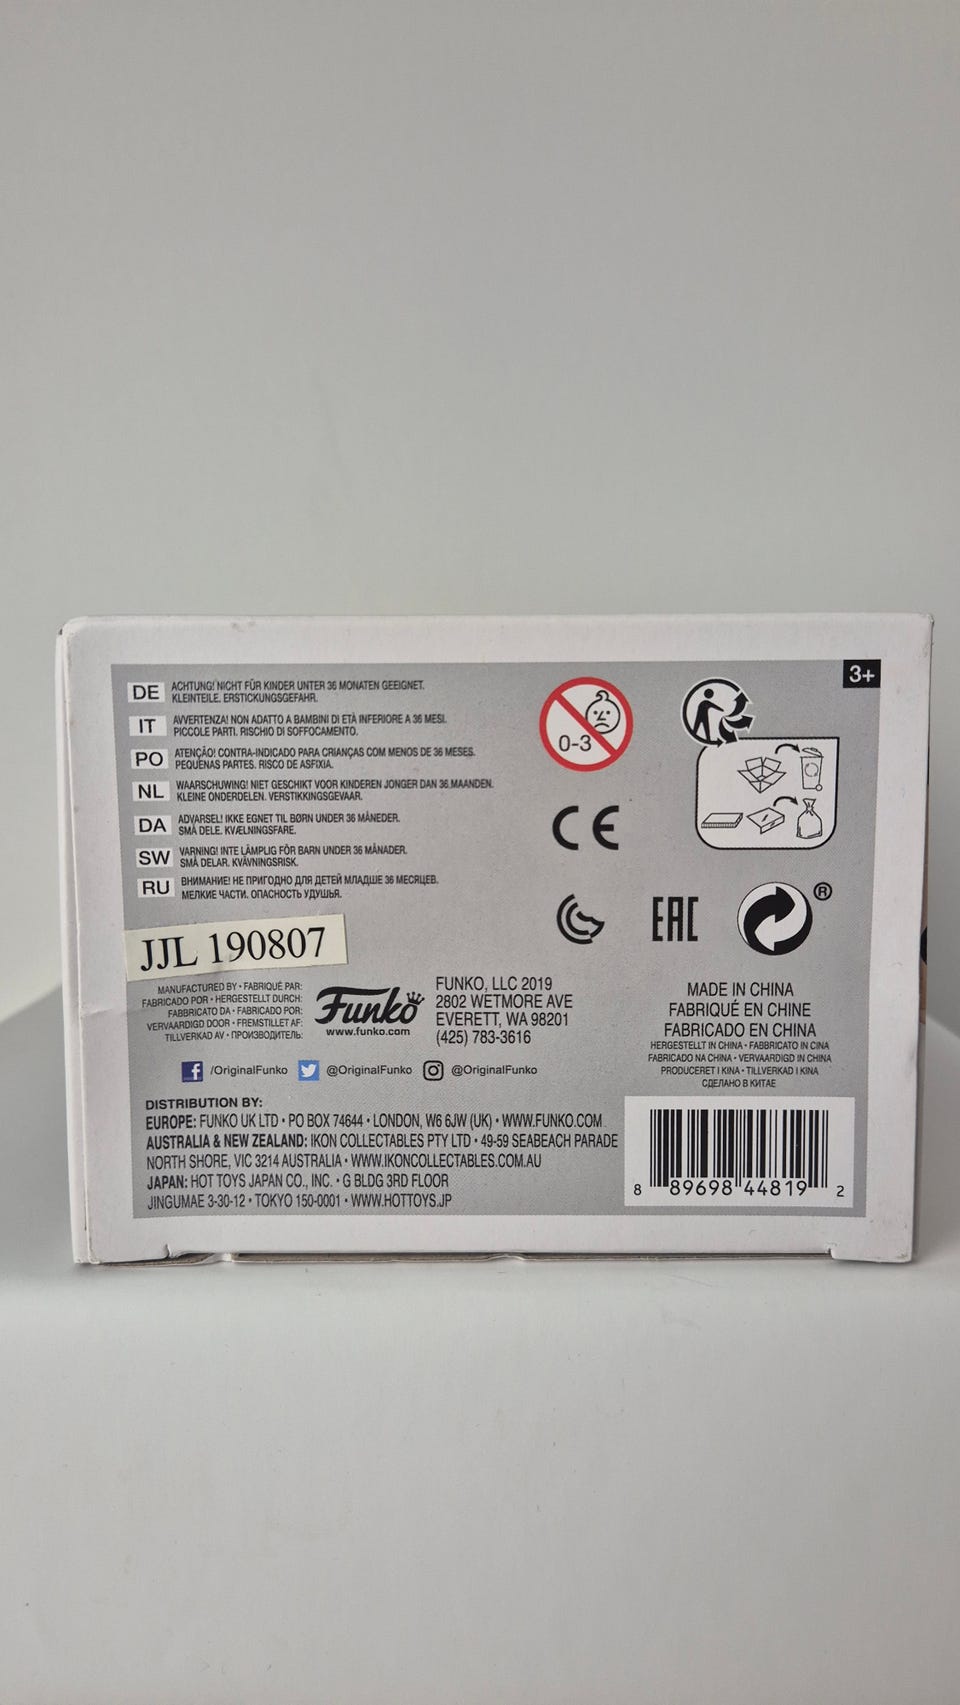 3+
DE ACHTUNG! NICHT FÜR KINDER UNTER 36 MONATEN GEEIGNET.
KLEINTEILE. ERSTICKUNGSGEFAHR.
IT AVVERTENZA! NON ADATTO A BAMBINI DI ETÀ INFERIORE A 36 MESI.
PICCOLE PARTI. RISCHIO DI SOFFOCAMENTO.
PO ATENÇÃO! CONTRA-INDICADO PARA CRIANÇAS COM MENOS DE 36 MESES.
PEQUENAS PARTES. RISCO DE ASFIXIA.
NL WAARSCHUWING! NIET GESCHIKT VOOR KINDEREN JONGER DAN 36 MAANDEN.
KLEINE ONDERDELEN. VERSTIKKINGSGEVAAR.
DA ADVARSEL! IKKE EGNET TIL BØRN UNDER 36 MÅNEDER.
SMÅ DELE. KVÆLNINGSFARE.
SW VARNING! INTE LÄMPLIG FÖR BARN UNDER 36 MÅNADER.
SMÅ DELAR. KVÄVNINGSRISK.
RU ВНИМАНИЕ! НЕ ПРИГОДНО ДЛЯ ДЕТЕЙ МЛАДШЕ 36 МЕСЯЦЕВ.
МЕЛКИЕ ЧАСТИ. ОПАСНОСТЬ УДУШЬЯ.
0-3
CE
EAC
®
JJL 190807
MANUFACTURED BY • FABRIQUÉ PAR:
FABRICADO POR • HERGESTELLT DURCH:
FABBRICATO DA • FABRICADO POR:
VERVAARDIGD DOOR • FREMSTILLET AF:
TILLVERKAD AV • ПРОИЗВОДИТЕЛЬ:
Funko
www.funko.com
FUNKO, LLC 2019
2802 WETMORE AVE
EVERETT, WA 98201
(425) 783-3616
MADE IN CHINA
FABRIQUÉ EN CHINE
FABRICADO EN CHINA
HERGESTELLT IN CHINA • FABBRICATO IN CINA
FABRICADO NA CHINA • VERVAARDIGD IN CHINA
PRODUCERET I KINA • TILLVERKAD I KINA
СДЕЛАНО В КИТАЕ
/OriginalFunko @OriginalFunko @OriginalFunko
DISTRIBUTION BY:
EUROPE: FUNKO UK LTD • PO BOX 74644 • LONDON, W6 6JW (UK) • WWW.FUNKO.COM
AUSTRALIA & NEW ZEALAND: IKON COLLECTABLES PTY LTD • 49-59 SEABEACH PARADE
NORTH SHORE, VIC 3214 AUSTRALIA • WWW.IKONCOLLECTABLES.COM.AU
JAPAN: HOT TOYS JAPAN CO., INC. • G BLDG 3RD FLOOR
JINGUMAE 3-30-12 • TOKYO 150-0001 • WWW.HOTTOYS.JP
8 89698 44819 2